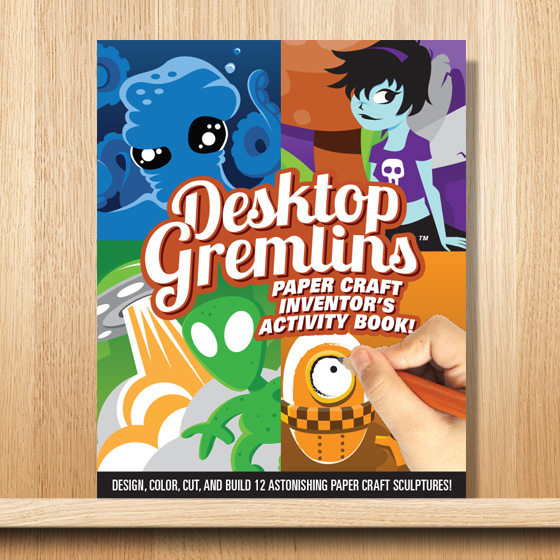 Desktop
Gremlins™
PAPER CRAFT
INVENTOR'S
ACTIVITY BOOK!
DESIGN, COLOR, CUT, AND BUILD 12 ASTONISHING PAPER CRAFT SCULPTURES!